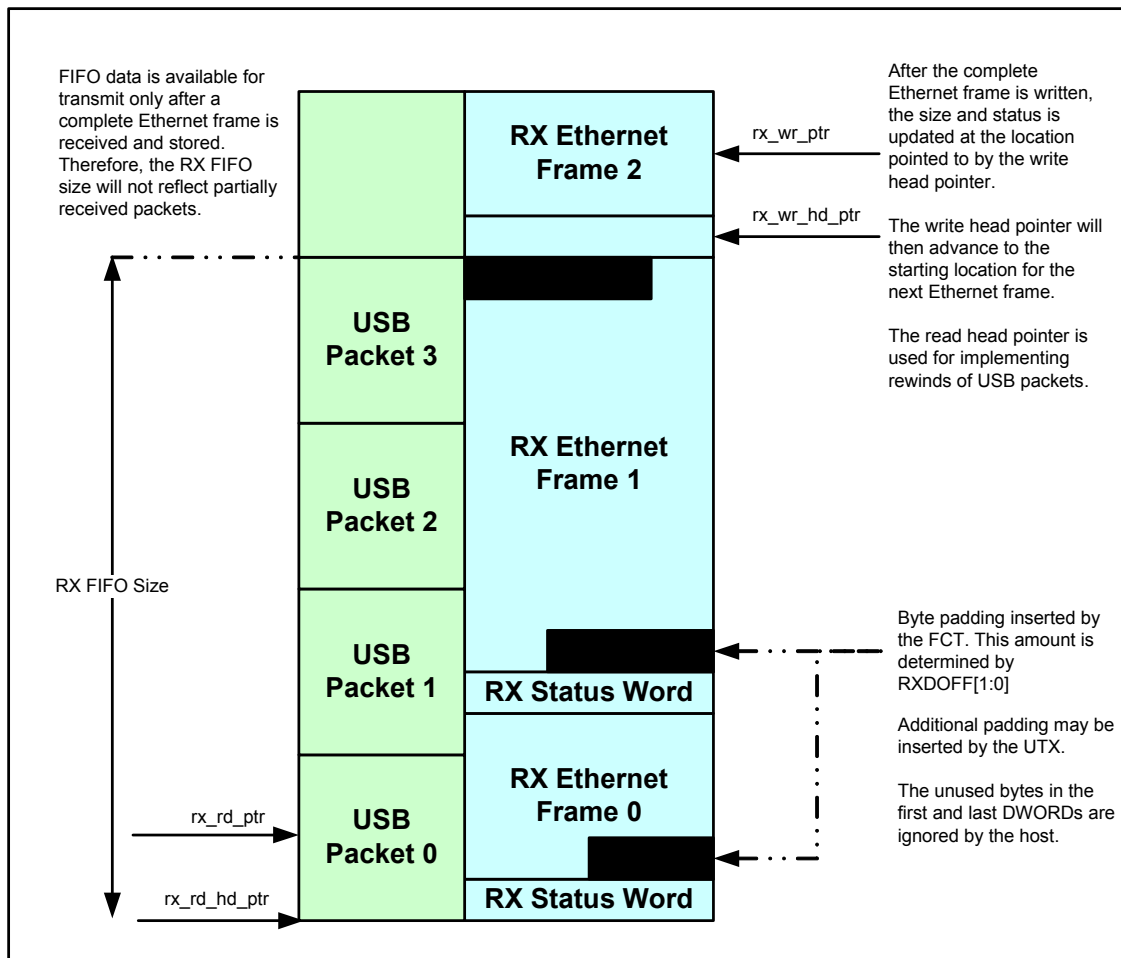 FIFO data is available for
transmit only after a
complete Ethernet frame is
received and stored.
Therefore, the RX FIFO
size will not reflect partially
received packets.
RX Ethernet
Frame 2
rx_wr_ptr
After the complete
Ethernet frame is written,
the size and status is
updated at the location
pointed to by the write
head pointer.
rx_wr_hd_ptr
The write head pointer will
then advance to the
starting location for the
next Ethernet frame.
The read head pointer is
used for implementing
rewinds of USB packets.
USB
Packet 3
RX Ethernet
Frame 1
USB
Packet 2
RX FIFO Size
USB
Packet 1
RX Status Word
Byte padding inserted by
the FCT. This amount is
determined by
RXDOFF[1:0]
Additional padding may be
inserted by the UTX.
The unused bytes in the
first and last DWORDs are
ignored by the host.
RX Ethernet
Frame 0
rx_rd_ptr
USB
Packet 0
rx_rd_hd_ptr
RX Status Word